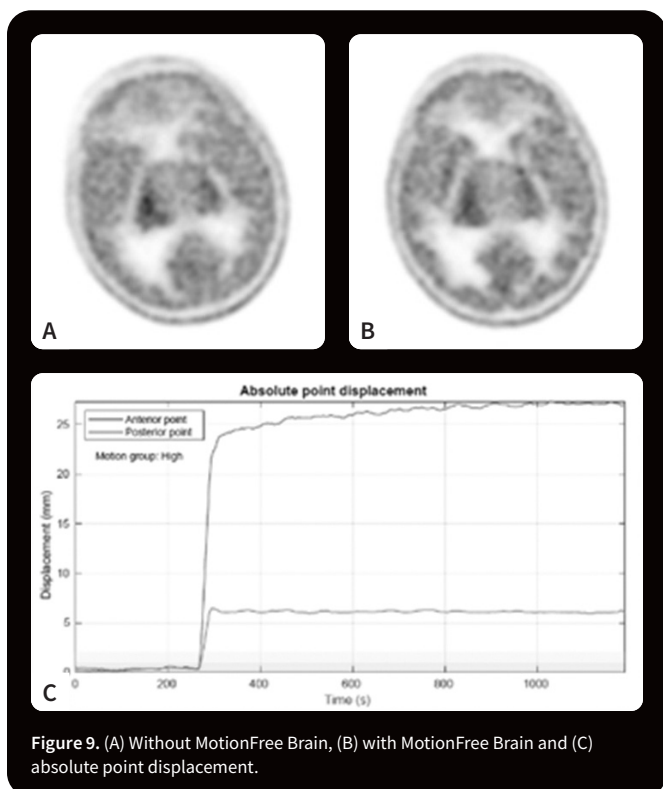 A
B
Absolute point displacement
Anterior point
Posterior point
Motion group: High
Displacement (mm)
25
20
15
10
5
0
0
200
400
600
800
1000
Time (s)
C
Figure 9. (A) Without MotionFree Brain, (B) with MotionFree Brain and (C)
absolute point displacement.